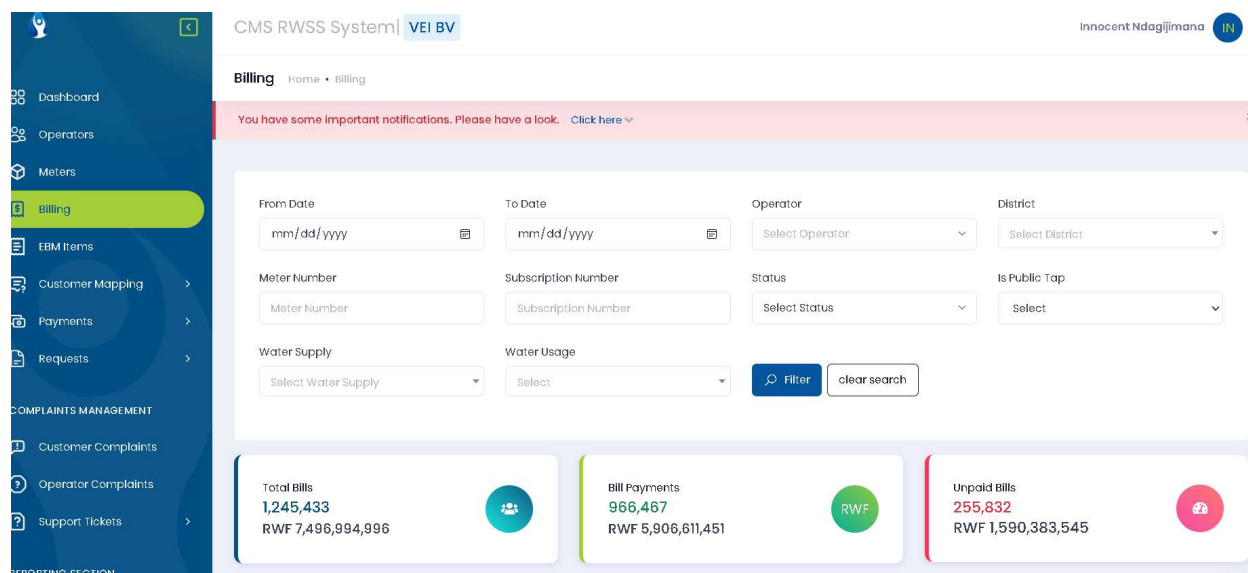 CMS RWSS System| VEI BV
Innocent Ndagijimana IN
Billing Home • Billing
You have some important notifications. Please have a look. Click here
Dashboard
Operators
Meters
Billing
EBM Items
Customer Mapping
Payments
Requests
COMPLAINTS MANAGEMENT
Customer Complaints
Operator Complaints
Support Tickets
REPORTING SECTION
From Date
To Date
Operator
District
mm/dd/yyyy
mm/dd/yyyy
Select Operator
Select District
Meter Number
Subscription Number
Status
Is Public Tap
Meter Number
Subscription Number
Select Status
Select
Water Supply
Water Usage
Select Water Supply
Select
Filter
clear search
Total Bills
1,245,433
RWF 7,496,994,996
Bill Payments
966,467
RWF 5,906,611,451
RWF
Unpaid Bills
255,832
RWF 1,590,383,545